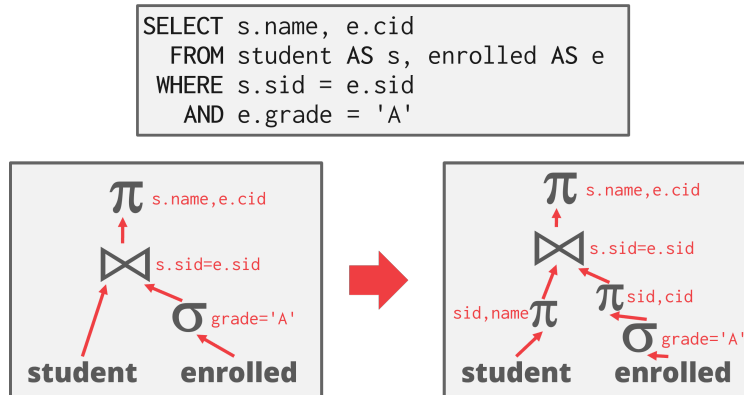 SELECT s.name, e.cid
FROM student AS s, enrolled AS e
WHERE s.sid = e.sid
AND e.grade = 'A'
π s.name,e.cid
⋈ s.sid=e.sid
σ grade='A'
student enrolled
π s.name,e.cid
⋈ s.sid=e.sid
sid,name π π sid,cid
σ grade='A'
student enrolled